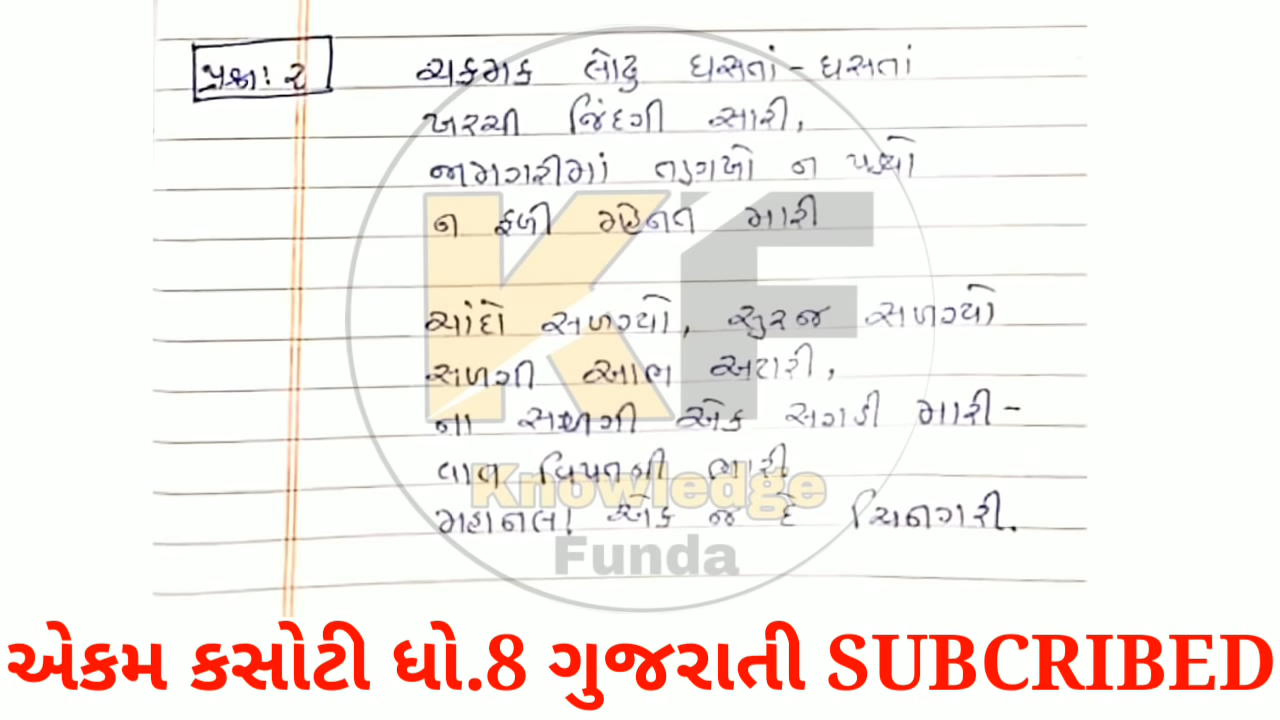 પ્રશ્ન: ૨
ચકમક લોઢુ ઘસતાં - ઘસતાં
ખરચી જિંદગી સારી,
જામગરીમાં તણખો ન પડ્યો
ન ફળી મહેનત મારી
ચાંદો સળગ્યો, સુરજ સળગ્યો
સળગી આભ અટારી,
ના સળગી એક સગડી મારી -
વાત વિપતની ભારી
મહાનલ! એક જ દે ચિનગારી.
KF
Knowledge
Funda
એકમ કસોટી ધો.8 ગુજરાતી SUBCRIBED